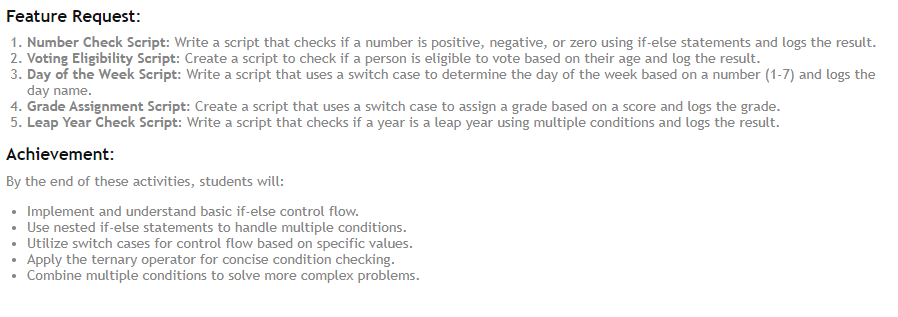 Feature Request:
1. Number Check Script: Write a script that checks if a number is positive, negative, or zero using if-else statements and logs the result.
2. Voting Eligibility Script: Create a script to check if a person is eligible to vote based on their age and log the result.
3. Day of the Week Script: Write a script that uses a switch case to determine the day of the week based on a number (1-7) and logs the
day name.
4. Grade Assignment Script: Create a script that uses a switch case to assign a grade based on a score and logs the grade.
5. Leap Year Check Script: Write a script that checks if a year is a leap year using multiple conditions and logs the result.
Achievement:
By the end of these activities, students will:
• Implement and understand basic if-else control flow.
• Use nested if-else statements to handle multiple conditions.
• Utilize switch cases for control flow based on specific values.
• Apply the ternary operator for concise condition checking.
• Combine multiple conditions to solve more complex problems.